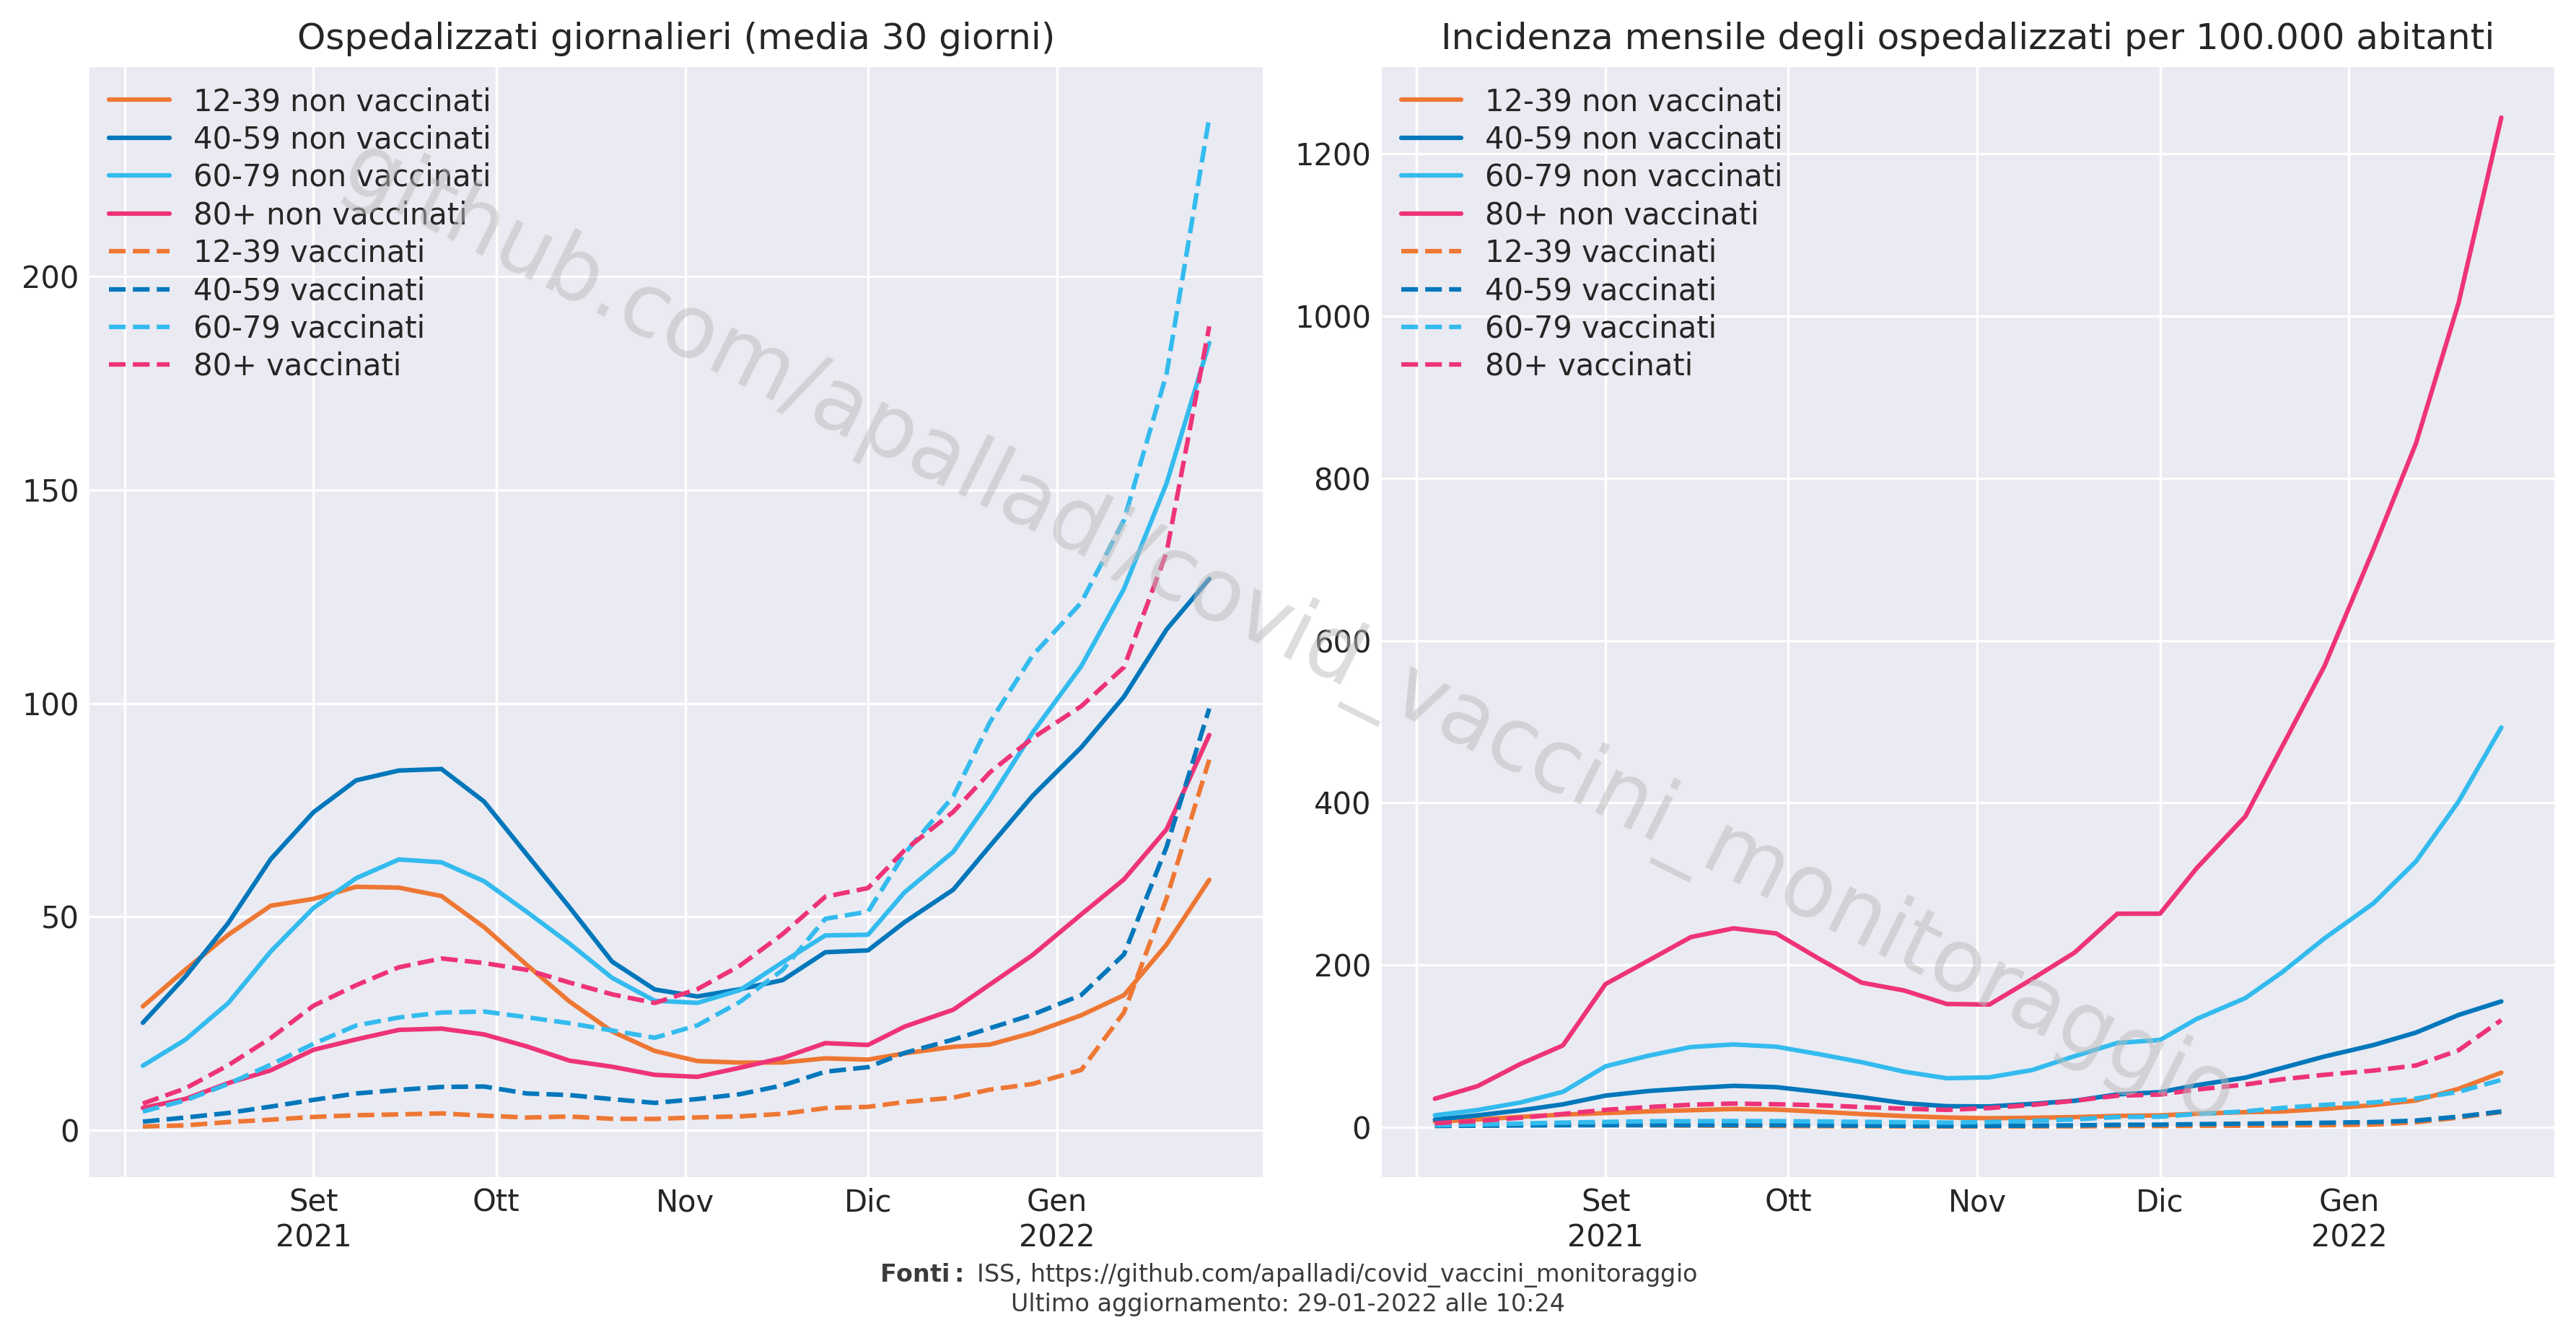 Ospedalizzati giornalieri (media 30 giorni)
12-39 non vaccinati
40-59 non vaccinati
60-79 non vaccinati
80+ non vaccinati
12-39 vaccinati
40-59 vaccinati
60-79 vaccinati
80+ vaccinati
200
150
100
50
0
Set
2021
Ott
Nov
Dic
Gen
2022
Incidenza mensile degli ospedalizzati per 100.000 abitanti
12-39 non vaccinati
40-59 non vaccinati
60-79 non vaccinati
80+ non vaccinati
12-39 vaccinati
40-59 vaccinati
60-79 vaccinati
80+ vaccinati
1200
1000
800
600
400
200
0
Set
2021
Ott
Nov
Dic
Gen
2022
github.com/apalladi/covid_vaccini_monitoraggio
Fonti: ISS, https://github.com/apalladi/covid_vaccini_monitoraggio
Ultimo aggiornamento: 29-01-2022 alle 10:24